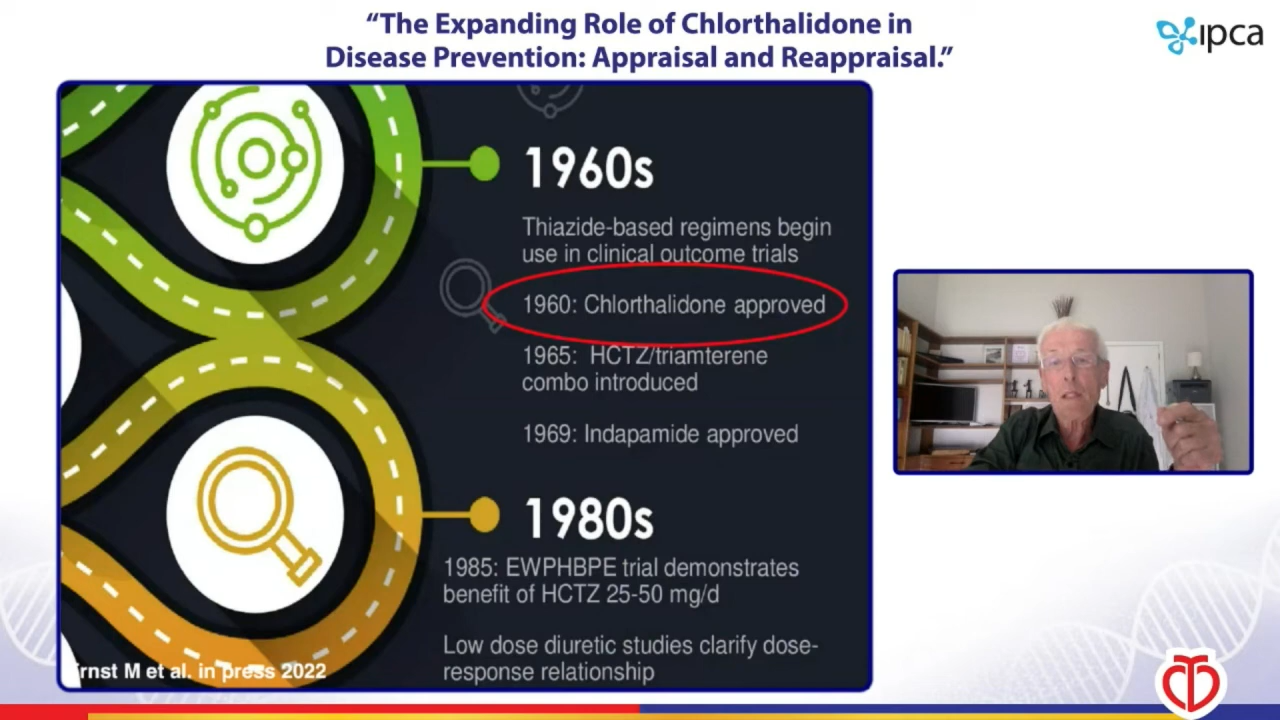 “The Expanding Role of Chlorthalidone in
Disease Prevention: Appraisal and Reappraisal.”
ipca
1960s
Thiazide-based regimens begin
use in clinical outcome trials
1960: Chlorthalidone approved
1965: HCTZ/triamterene
combo introduced
1969: Indapamide approved
1980s
1985: EWPHBPE trial demonstrates
benefit of HCTZ 25-50 mg/d
Low dose diuretic studies clarify dose-
response relationship
Ernst M et al. in press 2022